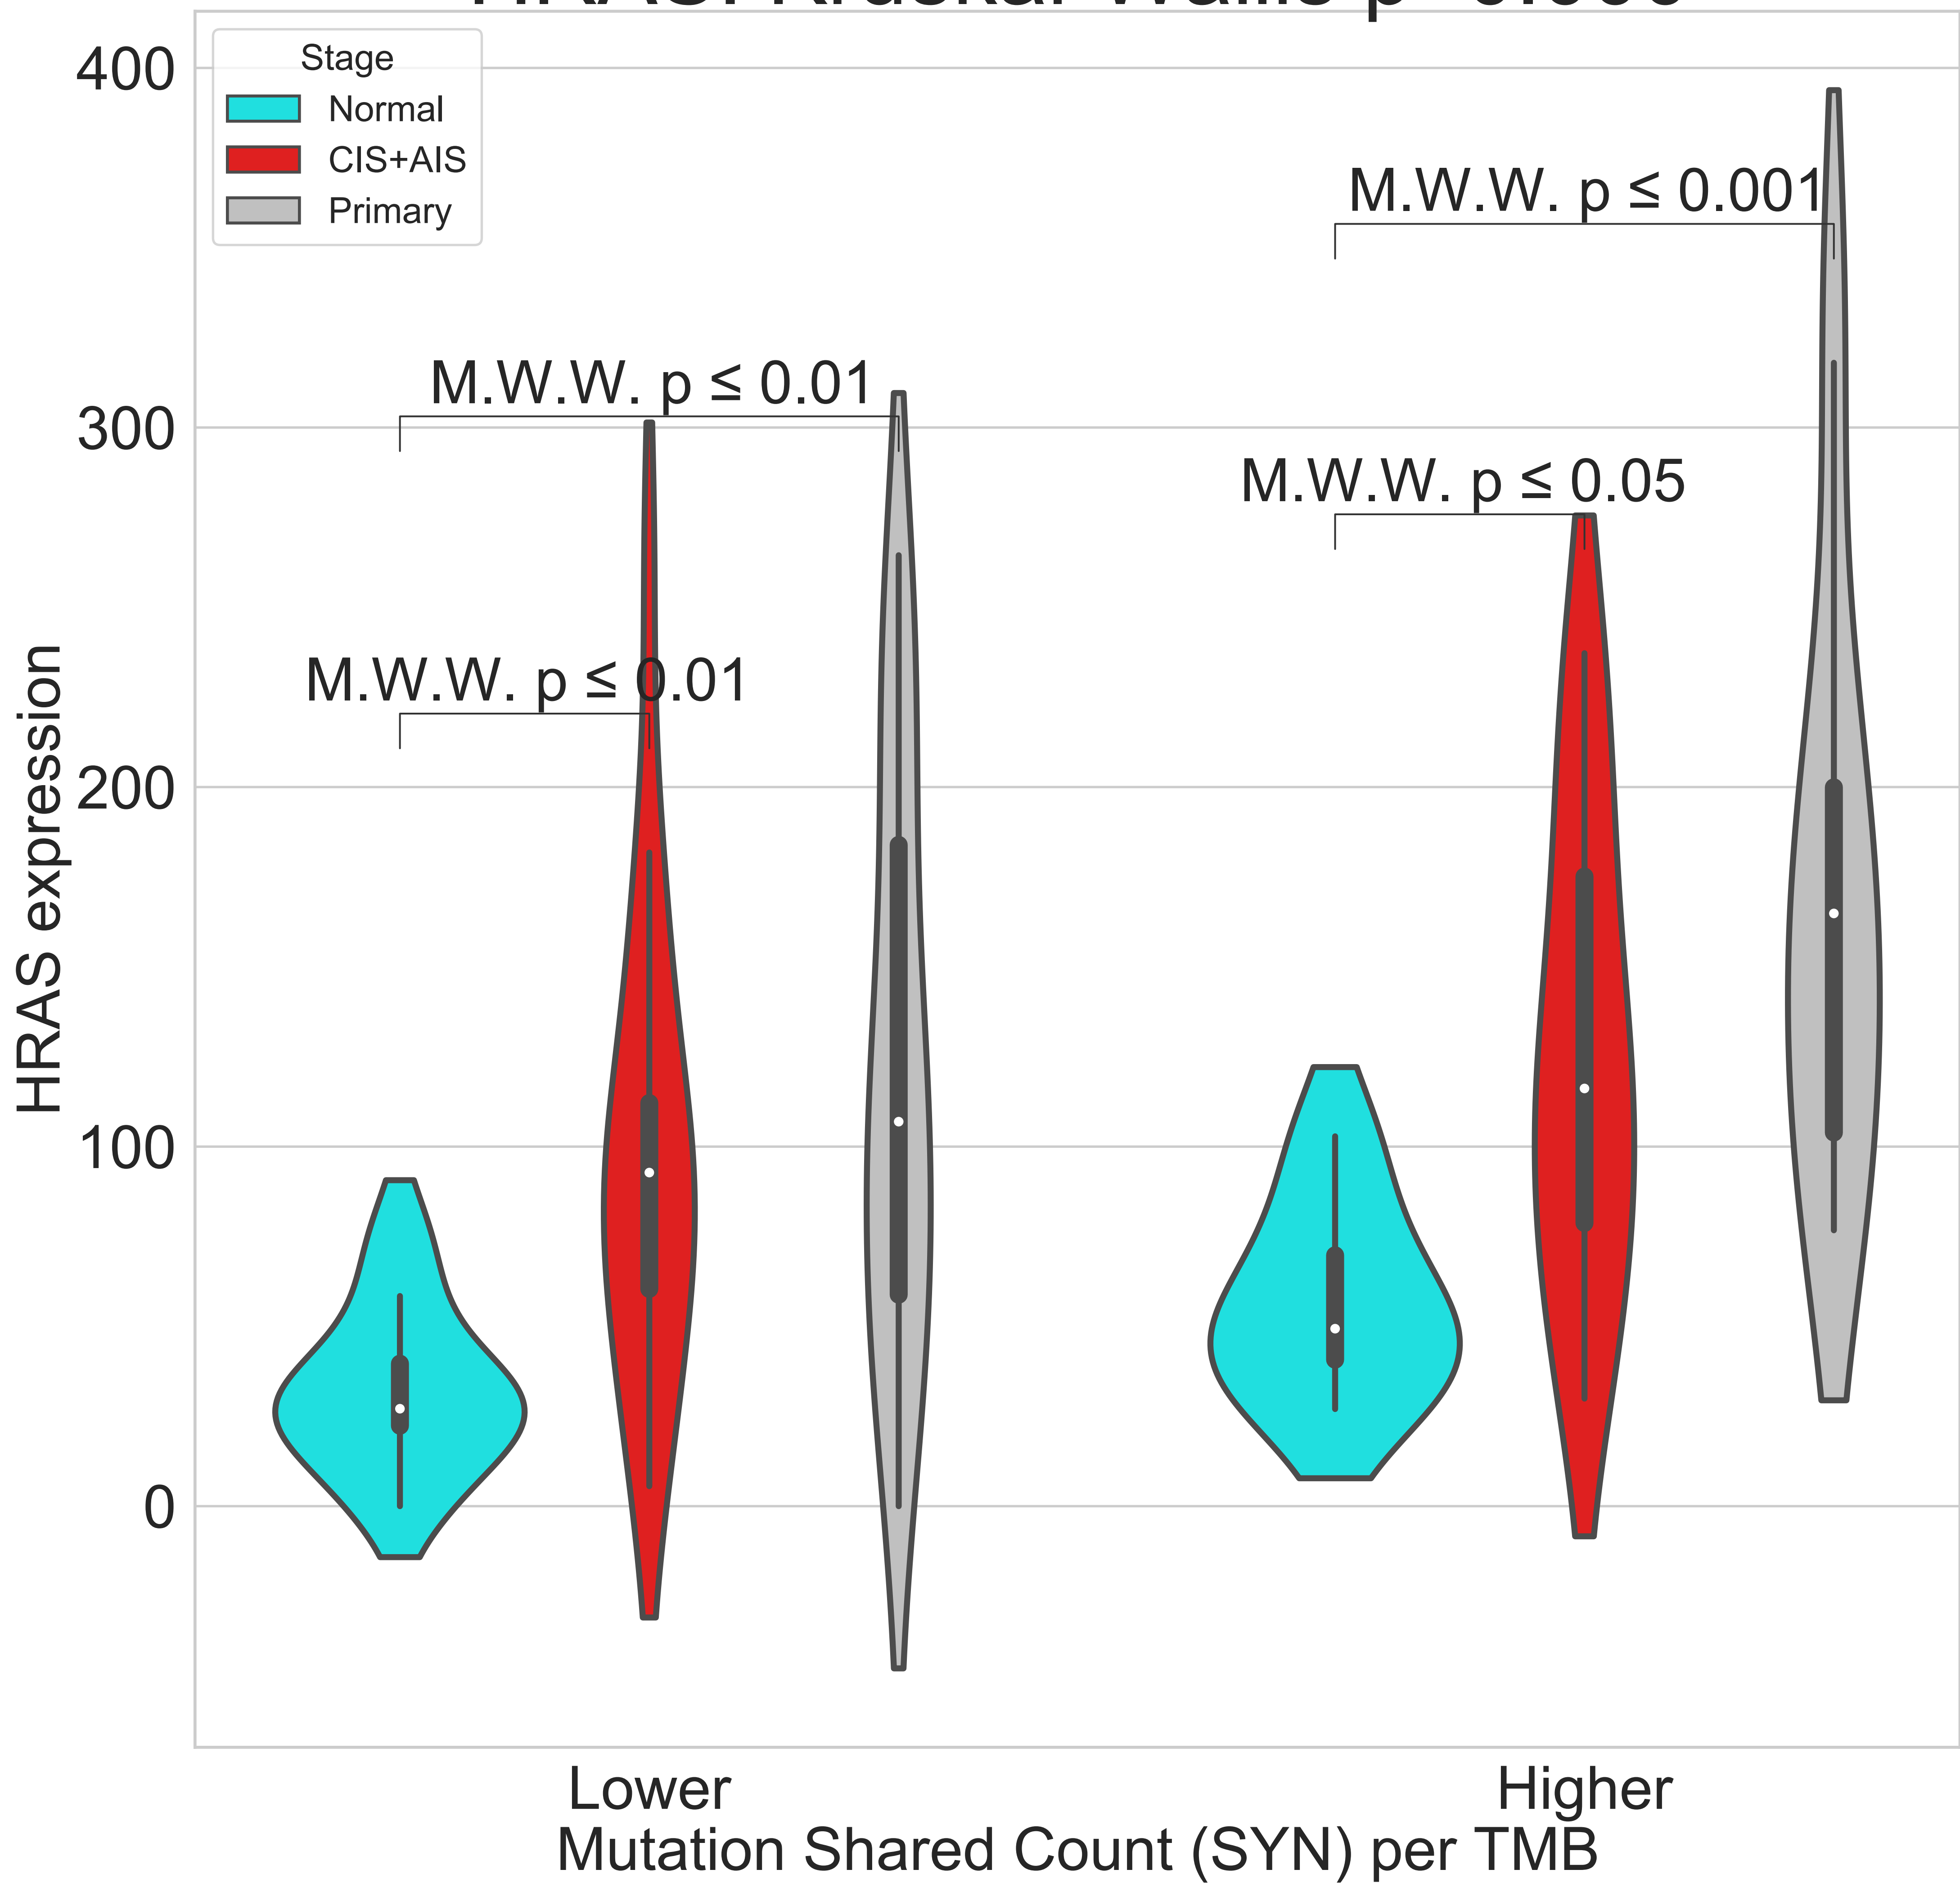 Stage
Normal
CIS+AIS
Primary
400
300
200
100
0
HRAS expression
M.W.W. p ≤ 0.001
M.W.W. p ≤ 0.01
M.W.W. p ≤ 0.05
M.W.W. p ≤ 0.01
Lower
Higher
Mutation Shared Count (SYN) per TMB